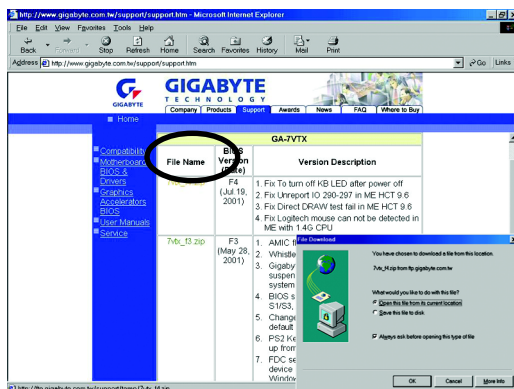 http://www.gigabyte.com.tw/support/support.htm - Microsoft Internet Explorer
File Edit View Favorites Tools Help
Back Forward Stop Refresh Home Search Favorites History Mail Print
Address http://www.gigabyte.com.tw/support/support.htm Go Links
GIGABYTE
GIGABYTE
TECHNOLOGY
Company Products Support Awards News FAQ Where to Buy
Home
Compatibility
Motherboard
BIOS &
Drivers
Graphics
Accelerators
BIOS
User Manuals
Service
GA-7VTX
File Name
BIOS
Version
(Date)
Version Description
F4
(Jul.19,
2001)
1. Fix To turn off KB LED after power off
2. Fix Unreport IO 290-297 in ME HCT 9.6
3. Fix Direct DRAW test fail in ME HCT 9.6
4. Fix Logitech mouse can not be detected in
ME with 1.4G CPU
7vtx_f3.zip
F3
(May 28,
2001)
1. AMIC
2. Whistle
3. Gigaby
suspen
system
4. BIOS s
S1/S3,
5. Change
default
6. PS2 Ke
up from
7. FDC se
device
Window
File Download
You have chosen to download a file from this location.
7vtx_f4.zip from ftp.gigabyte.com.tw
What would you like to do with this file?
Open this file from its current location
Save this file to disk
Always ask before opening this type of file
OK Cancel More Info